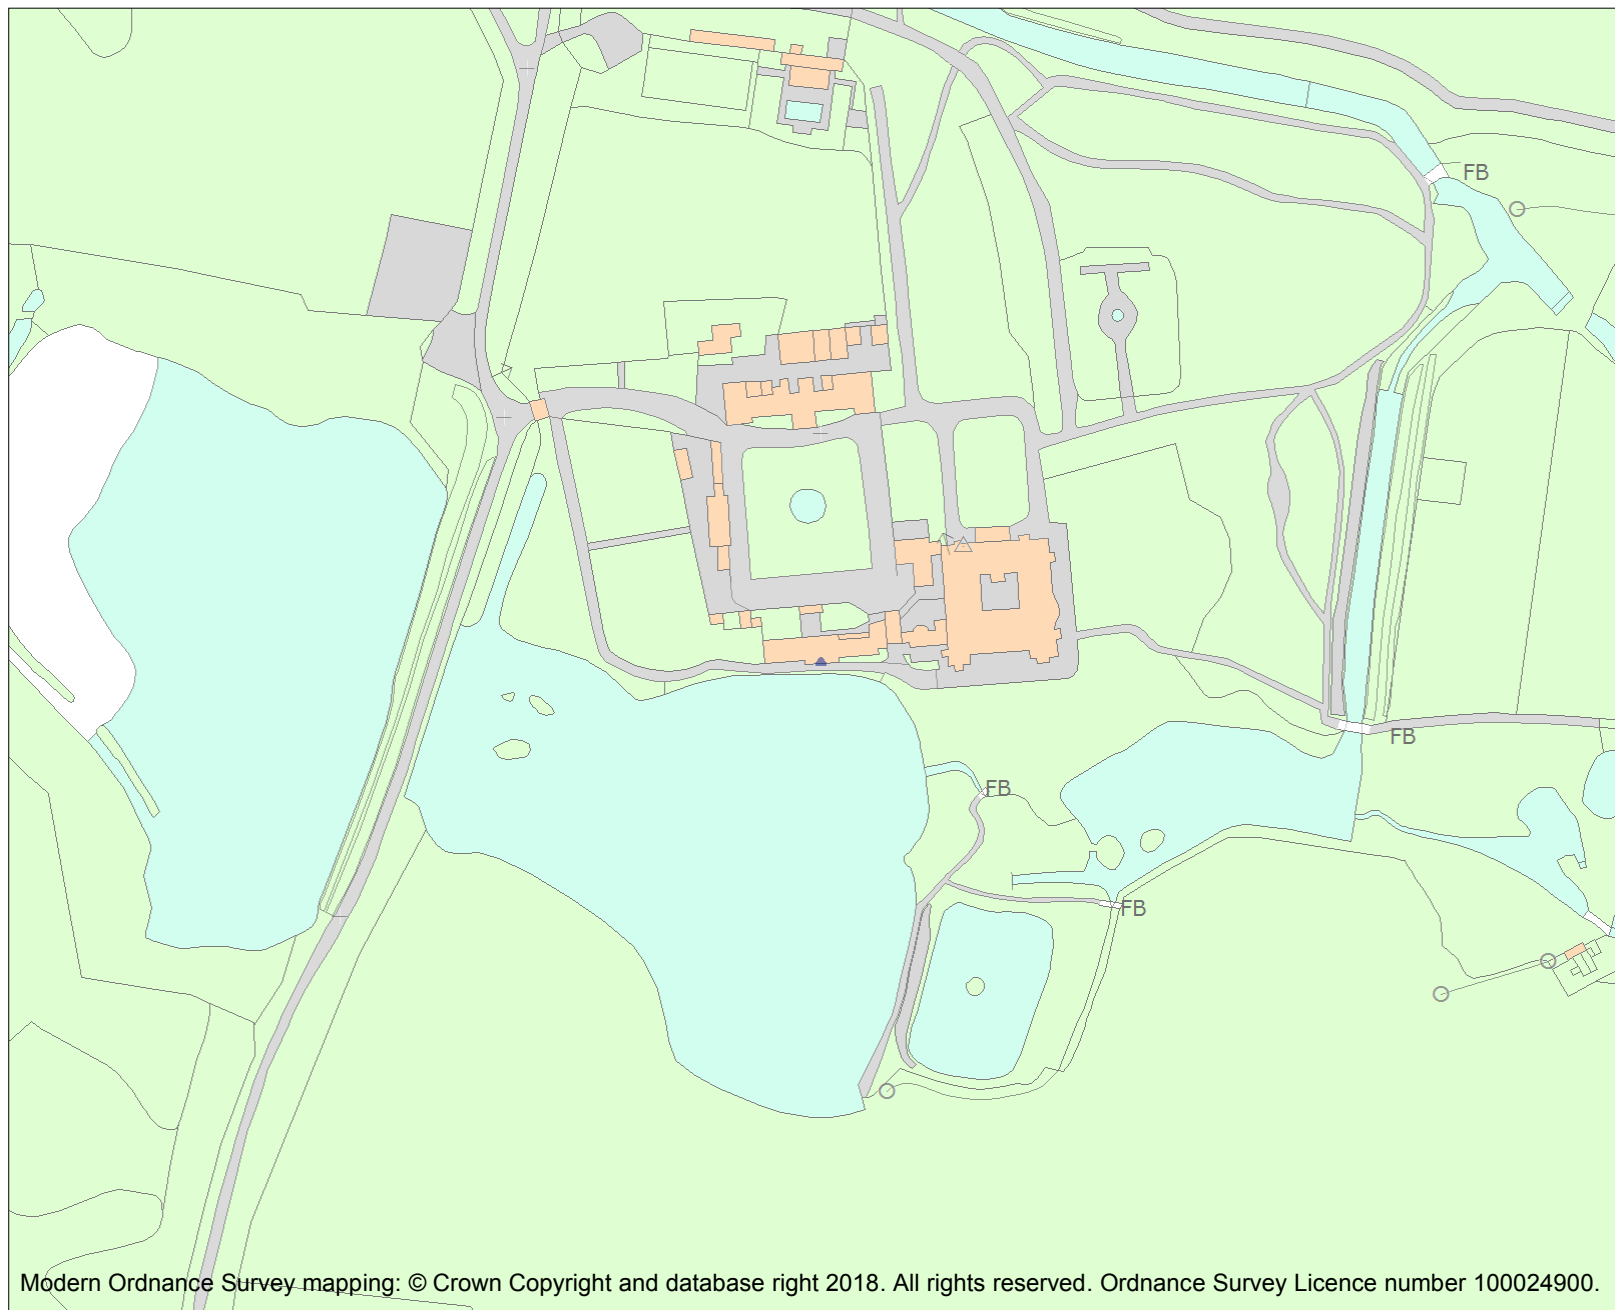 FB
FB
FB
FB
Modern Ordnance Survey mapping: © Crown Copyright and database right 2018. All rights reserved. Ordnance Survey Licence number 100024900.